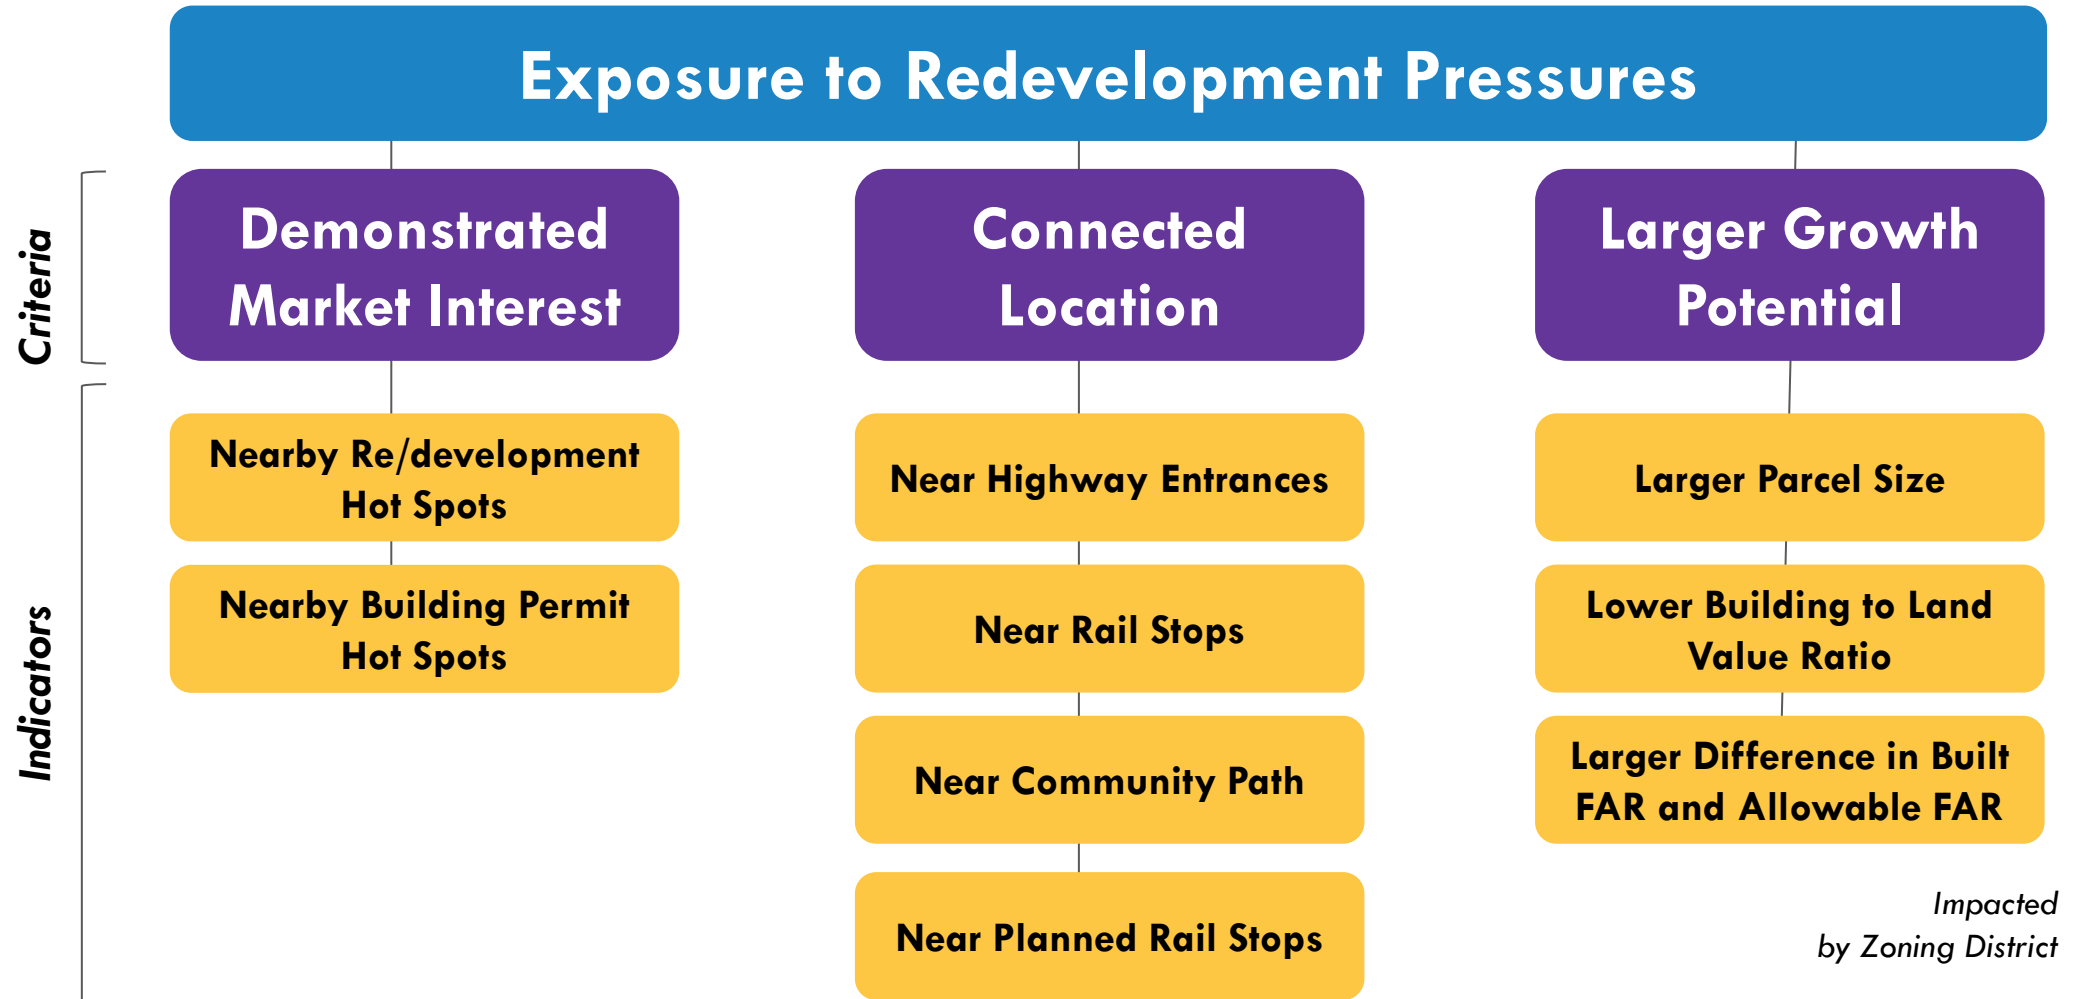 Exposure to Redevelopment Pressures
Criteria
Demonstrated
Market Interest
Connected
Location
Larger Growth
Potential
Indicators
Nearby Re/development
Hot Spots
Nearby Building Permit
Hot Spots
Near Highway Entrances
Near Rail Stops
Near Community Path
Near Planned Rail Stops
Larger Parcel Size
Lower Building to Land
Value Ratio
Larger Difference in Built
FAR and Allowable FAR
Impacted
by Zoning District